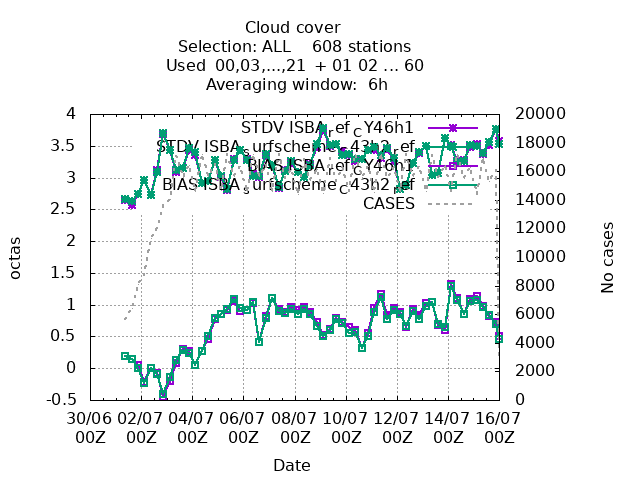 Cloud cover
Selection: ALL    608 stations
Used  00,03,...,21  + 01 02 ... 60
Averaging window:  6h
STDV ISBA_ref_CY46h1
STDV ISBA_surfscheme_C43h2_ref
BIAS ISBA_ref_CY46h1
BIAS ISBA_surfscheme_C43h2_ref
CASES
4
3.5
3
2.5
2
1.5
1
0.5
0
-0.5
20000
18000
16000
14000
12000
10000
8000
6000
4000
2000
0
octas
No cases
30/06 02/07 04/07 06/07 08/07 10/07 12/07 14/07 16/07
00Z 00Z 00Z 00Z 00Z 00Z 00Z 00Z 00Z
Date